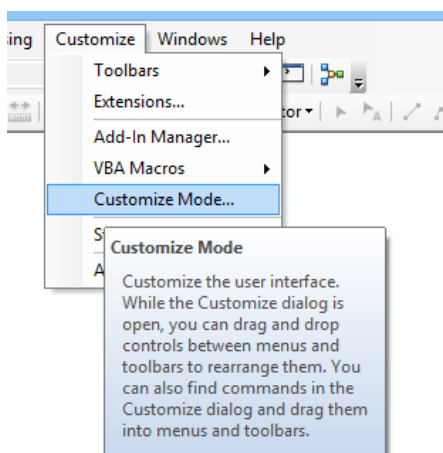 Customize Windows Help
Toolbars
Extensions...
Add-In Manager...
VBA Macros
Customize Mode...
Customize Mode
Customize the user interface.
While the Customize dialog is
open, you can drag and drop
controls between menus and
toolbars to rearrange them. You
can also find commands in the
Customize dialog and drag them
into menus and toolbars.